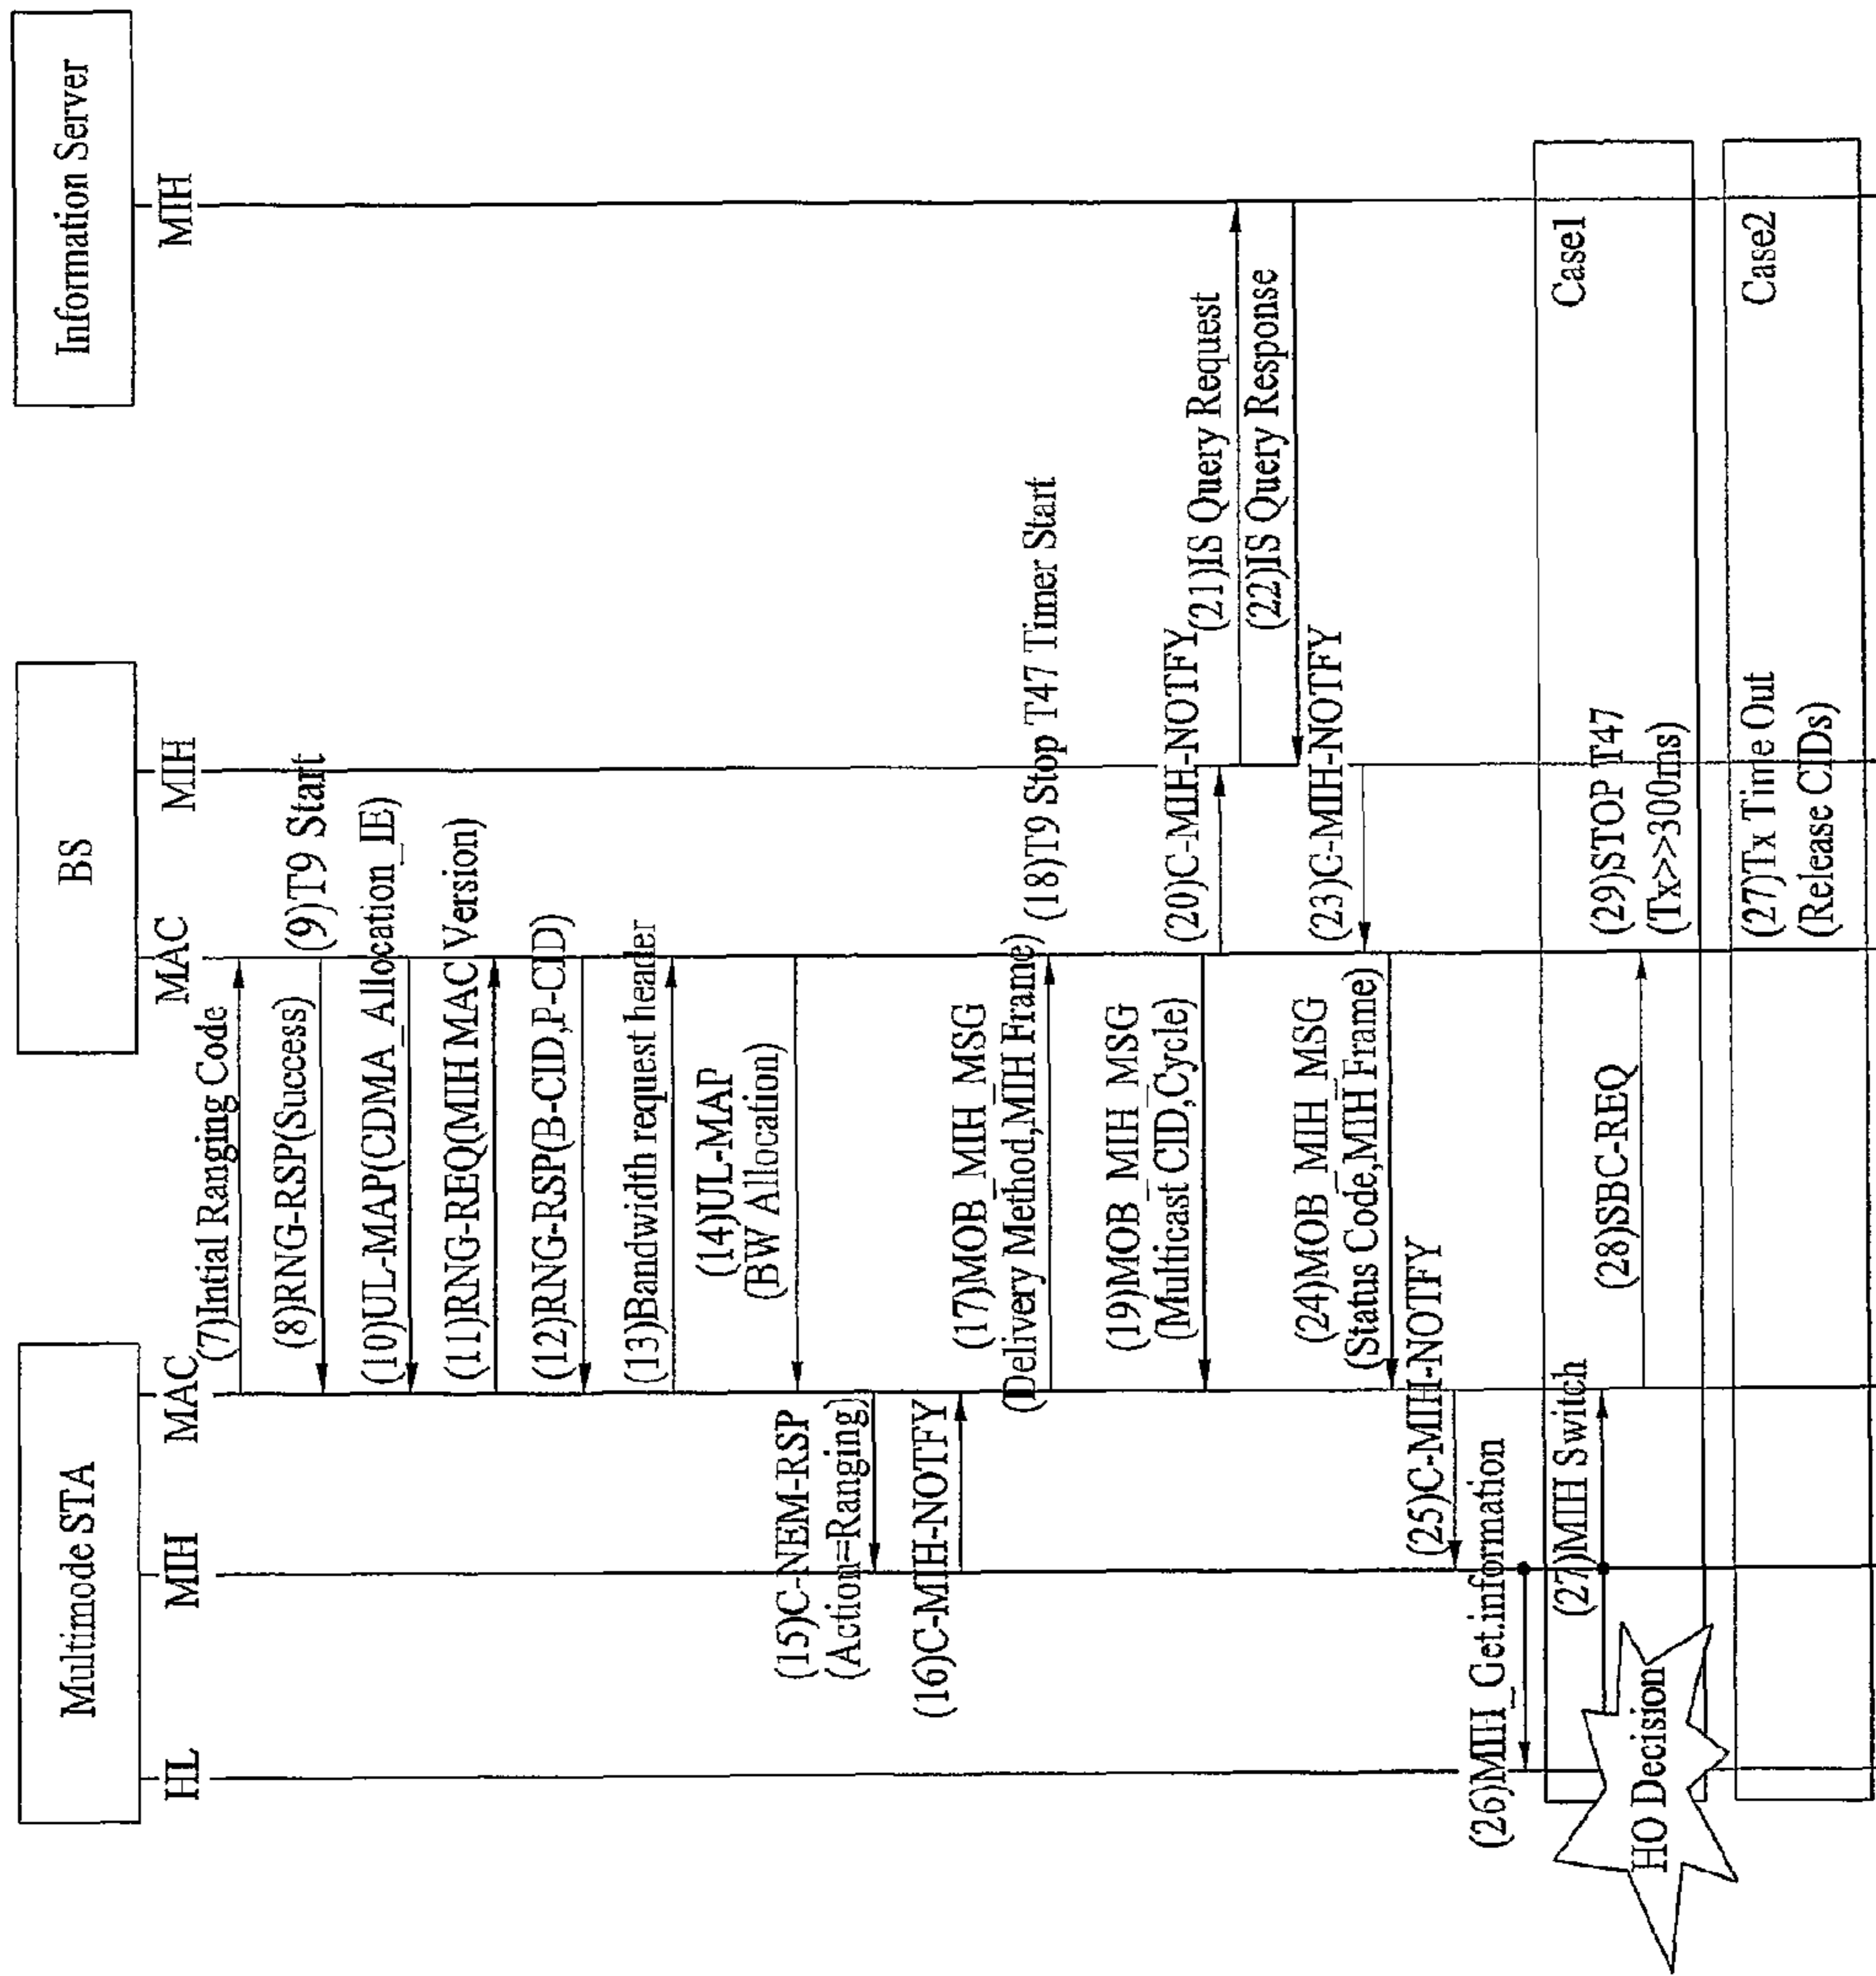 Multimode STA
BS
Information Server
HL
MIH
MAC
MAC
MIH
MIH
(7)Intial Ranging Code
(8)RNG-RSP(Success)
(9)T9 Start
(10)UL-MAP(CDMA_Allocation_IE)
(11)RNG-REQ(MIH MAC Version)
(12)RNG-RSP(B-CID,P-CID)
(13)Bandwidth request header
(14)UL-MAP
(BW Allocation)
(15)C-NEM-RSP
(Action=Ranging)
(16)C-MIH-NOTFY
(17)MOB_MIH_MSG
(Delivery Method,MIH Frame)
(18)T9 Stop T47 Timer Start
(19)MOB_MIH_MSG
(Multicast CID,Cycle)
(20)C-MIH-NOTFY
(21)IS Query Request
(22)IS Query Response
(23)C-MIH-NOTFY
(24)MOB_MIH_MSG
(Status Code,MIH Frame)
(25)C-MIH-NOTFY
(26)MIH_Get.information
Case1
(27)MIH Switch
HO Decision
(28)SBC-REQ
(29)STOP T47
(Tx>>300ms)
Case2
(27)Tx Time Out
(Release CIDs)